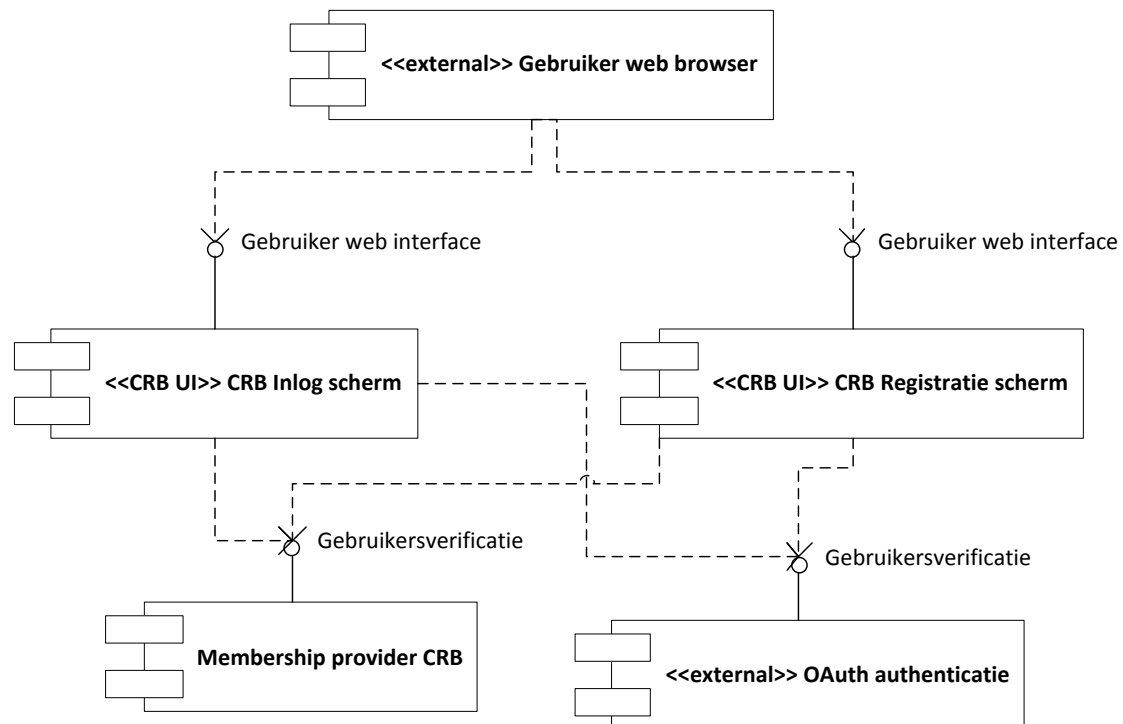 <<external>> Gebruiker web browser
Gebruiker web interface
Gebruiker web interface
<<CRB UI>> CRB Inlog scherm
<<CRB UI>> CRB Registratie scherm
Gebruikersverificatie
Gebruikersverificatie
Membership provider CRB
<<external>> OAuth authenticatie